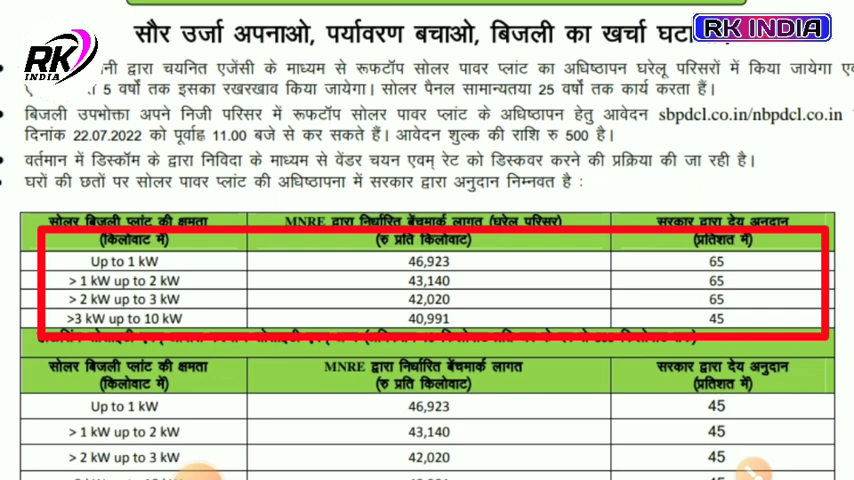 सौर उर्जा अपनाओ, पर्यावरण बचाओ, बिजली का खर्चा
RK INDIA
RK
INDIA
द्वारा चयनित एजेंसी के माध्यम से रूफटॉप सोलर पावर प्लांट का अधिष्ठापन घरेलू परिसरों में किया जायेगा
5 वर्षो तक इसका रखरखाव किया जायेगा। सोलर पैनल सामान्यतया 25 वर्षो तक कार्य करता हैं।
बिजली उपभोक्ता अपने निजी परिसर में रूफटॉप सोलर पावर प्लांट के अधिष्ठापन हेतु आवेदन sbpdcl.co.in/nbpdcl.co.in
दिनांक 22.07.2022 को पूर्वाह्न 11.00 बजे से कर सकते हैं। आवेदन शुल्क की राशि रु 500 है।
वर्तमान में डिस्कॉम के द्वारा निविदा के माध्यम से वेंडर चयन एवम् रेट को डिस्कवर करने की प्रक्रिया की जा रही है।
घरों की छतों पर सोलर पावर प्लांट की अधिष्ठापना में सरकार द्वारा अनुदान निम्नवत है :
सोलर बिजली प्लांट की क्षमता MNRE द्वारा निर्धारित बेंचमार्क लागत (घरेलू परिसर) सरकार द्वारा देय अनुदान
(किलोवाट में) (रु प्रति किलोवाट) (प्रतिशत में)
Up to 1 kW 46,923 65
> 1 kW up to 2 kW 43,140 65
> 2 kW up to 3 kW 42,020 65
>3 kW up to 10 kW 40,991 45
सोलर बिजली प्लांट की क्षमता MNRE द्वारा निर्धारित बेंचमार्क लागत सरकार द्वारा देय अनुदान
(किलोवाट में) (रु प्रति किलोवाट) (प्रतिशत में)
Up to 1 kW 46,923 45
> 1 kW up to 2 kW 43,140 45
> 2 kW up to 3 kW 42,020 45